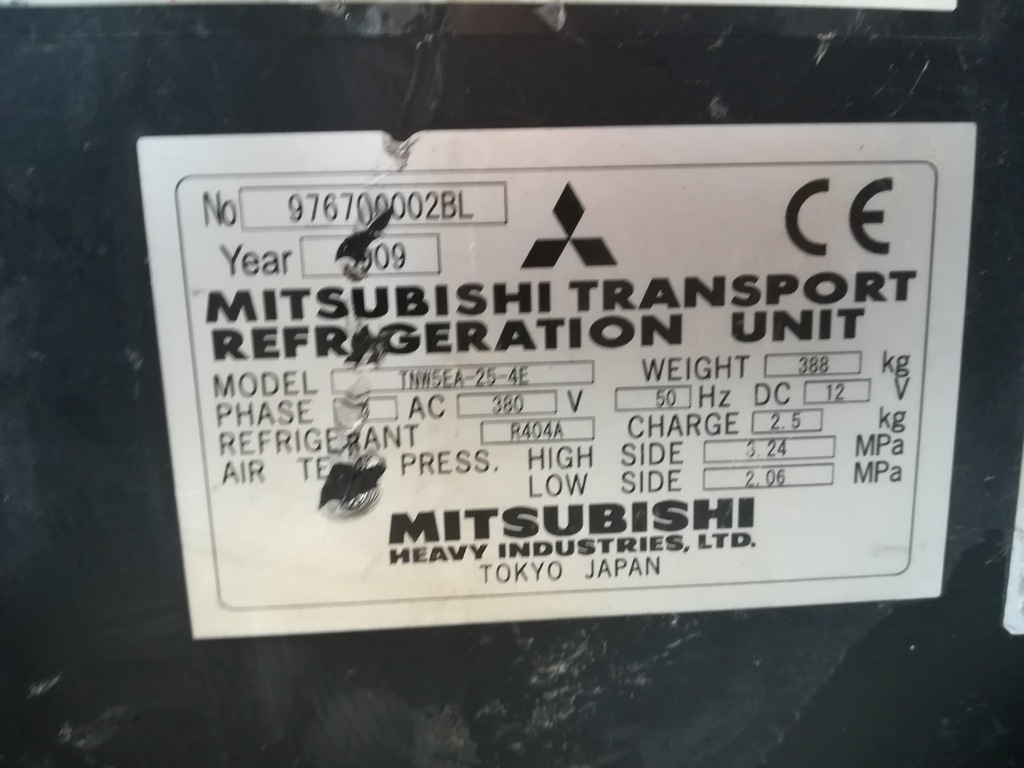 No 976700002BL
CE
Year
MITSUBISHI TRANSPORT
REFRIGERATION UNIT
MODEL TNW5EA-25-4E WEIGHT 388 kg
PHASE AC 380 V 50 Hz DC 12 V
REFRIGERANT R404A CHARGE 2.5 kg
AIR PRESS. HIGH SIDE 3.24 MPa
LOW SIDE 2.06 MPa
MITSUBISHI
HEAVY INDUSTRIES, LTD.
TOKYO JAPAN